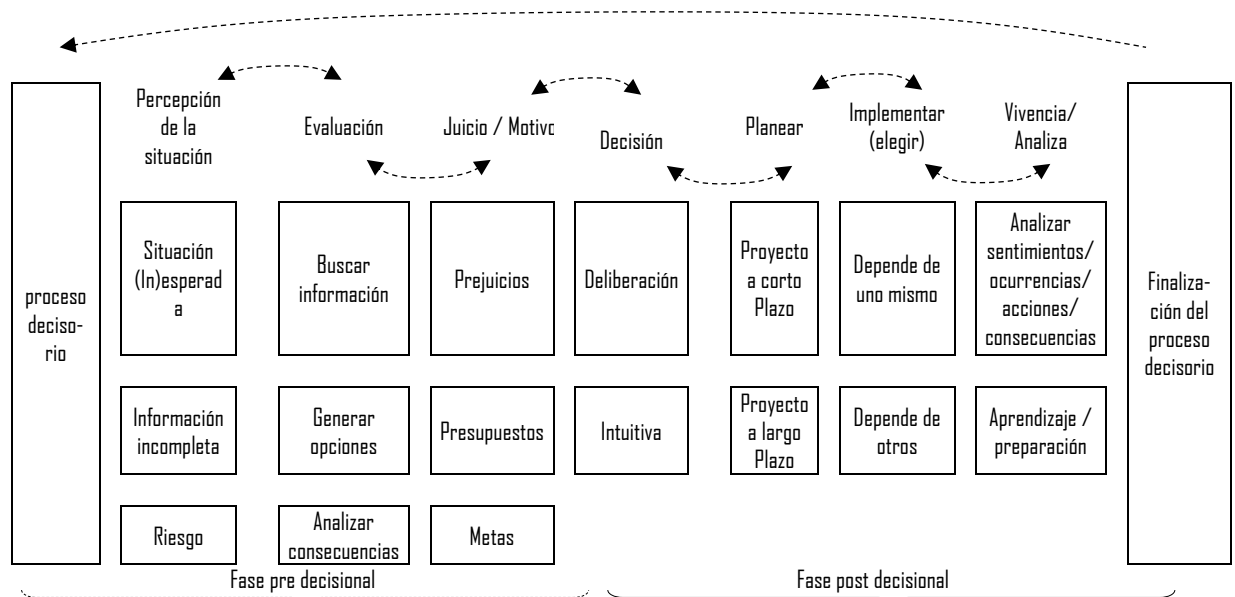 Percepción
de la
situación
Evaluación
Juicio / Motivo
Decisión
Planear
Implementar
(elegir)
Vivencia/
Analiza
proceso
deciso-
rio
Situación
(In)esperad
a
Buscar
información
Prejuicios
Deliberación
Proyecto
a corto
Plazo
Depende de
uno mismo
Analizar
sentimientos/
ocurrencias/
acciones/
consecuencias
Finaliza-
ción del
proceso
decisorio
Información
incompleta
Generar
opciones
Presupuestos
Intuitiva
Proyecto
a largo
Plazo
Depende de
otros
Aprendizaje /
preparación
Riesgo
Analizar
consecuencias
Metas
Fase pre decisional
Fase post decisional